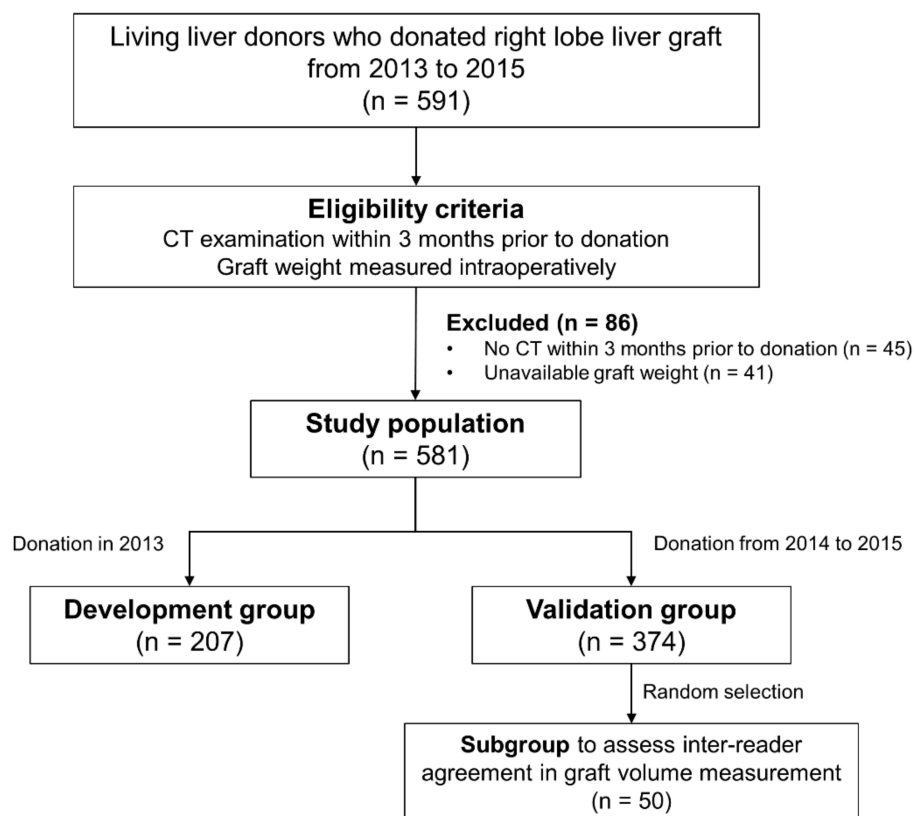 Living liver donors who donated right lobe liver graft
from 2013 to 2015
(n = 591)
Eligibility criteria
CT examination within 3 months prior to donation
Graft weight measured intraoperatively
Excluded (n = 86)
• No CT within 3 months prior to donation (n = 45)
• Unavailable graft weight (n = 41)
Study population
(n = 581)
Donation in 2013
Donation from 2014 to 2015
Development group
(n = 207)
Validation group
(n = 374)
Random selection
Subgroup to assess inter-reader
agreement in graft volume measurement
(n = 50)